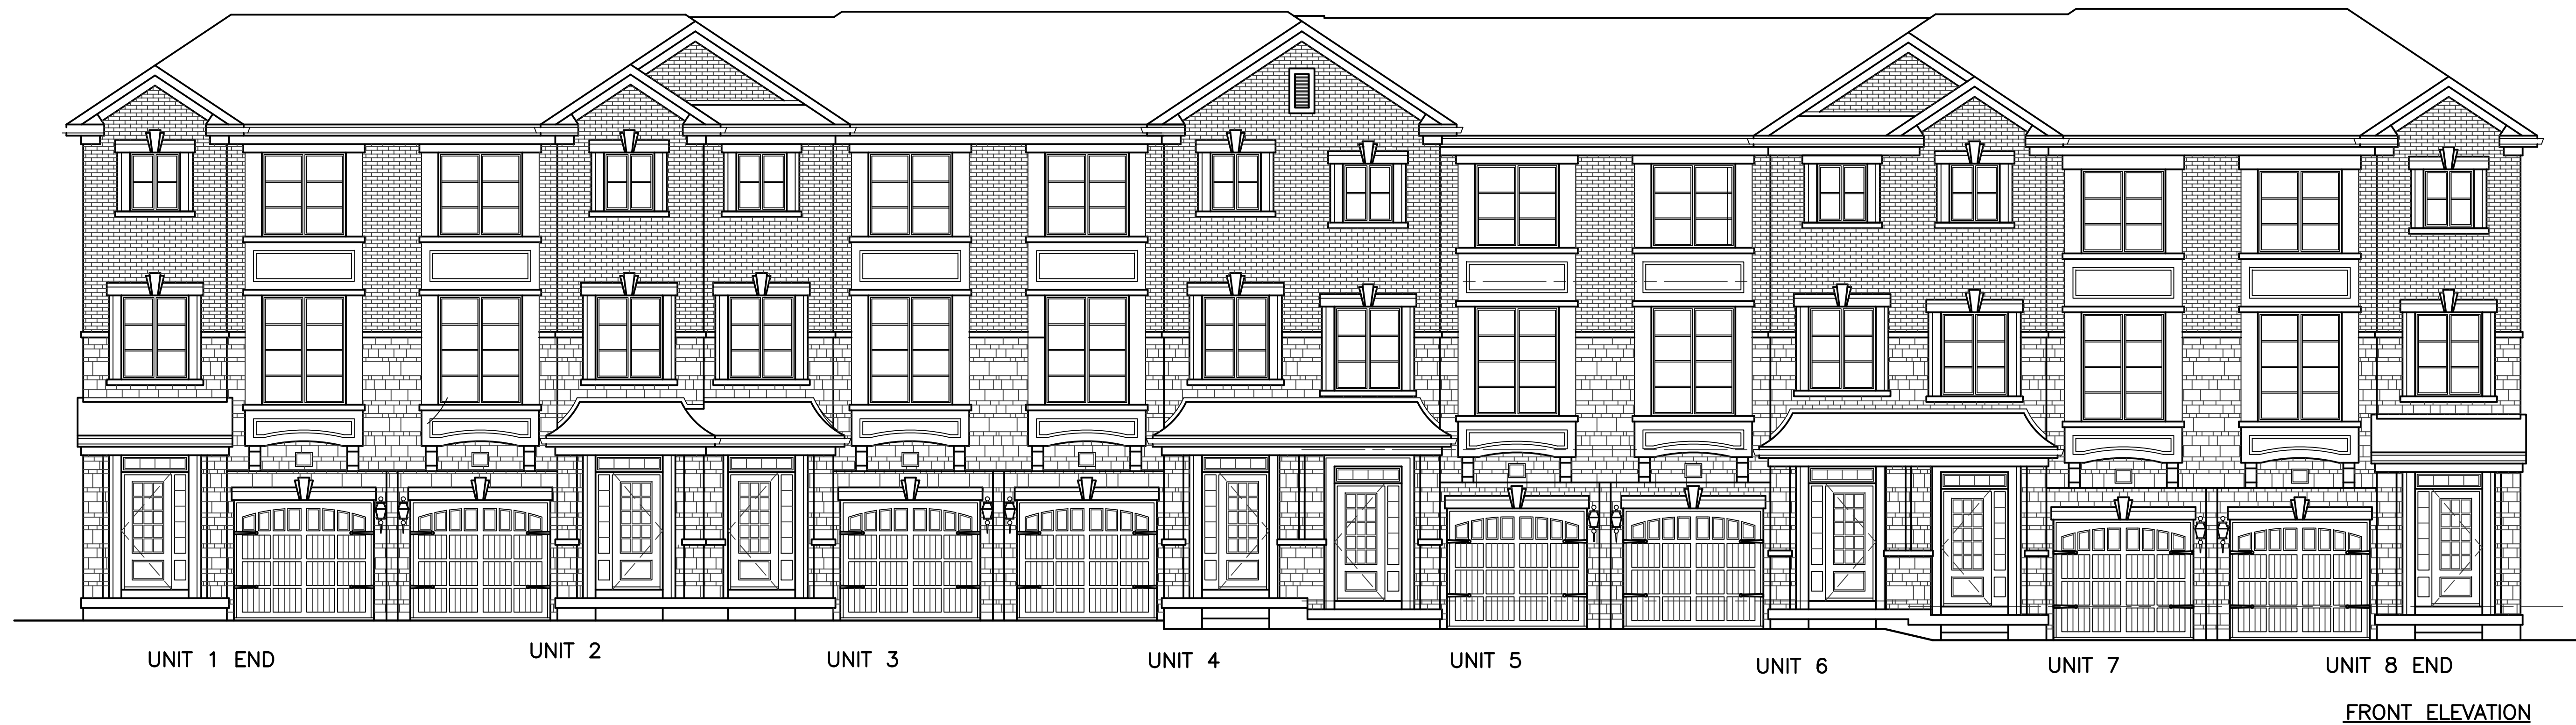 UNIT 1 END
UNIT 2
UNIT 3
UNIT 4
UNIT 5
UNIT 6
UNIT 7
UNIT 8 END
FRONT ELEVATION